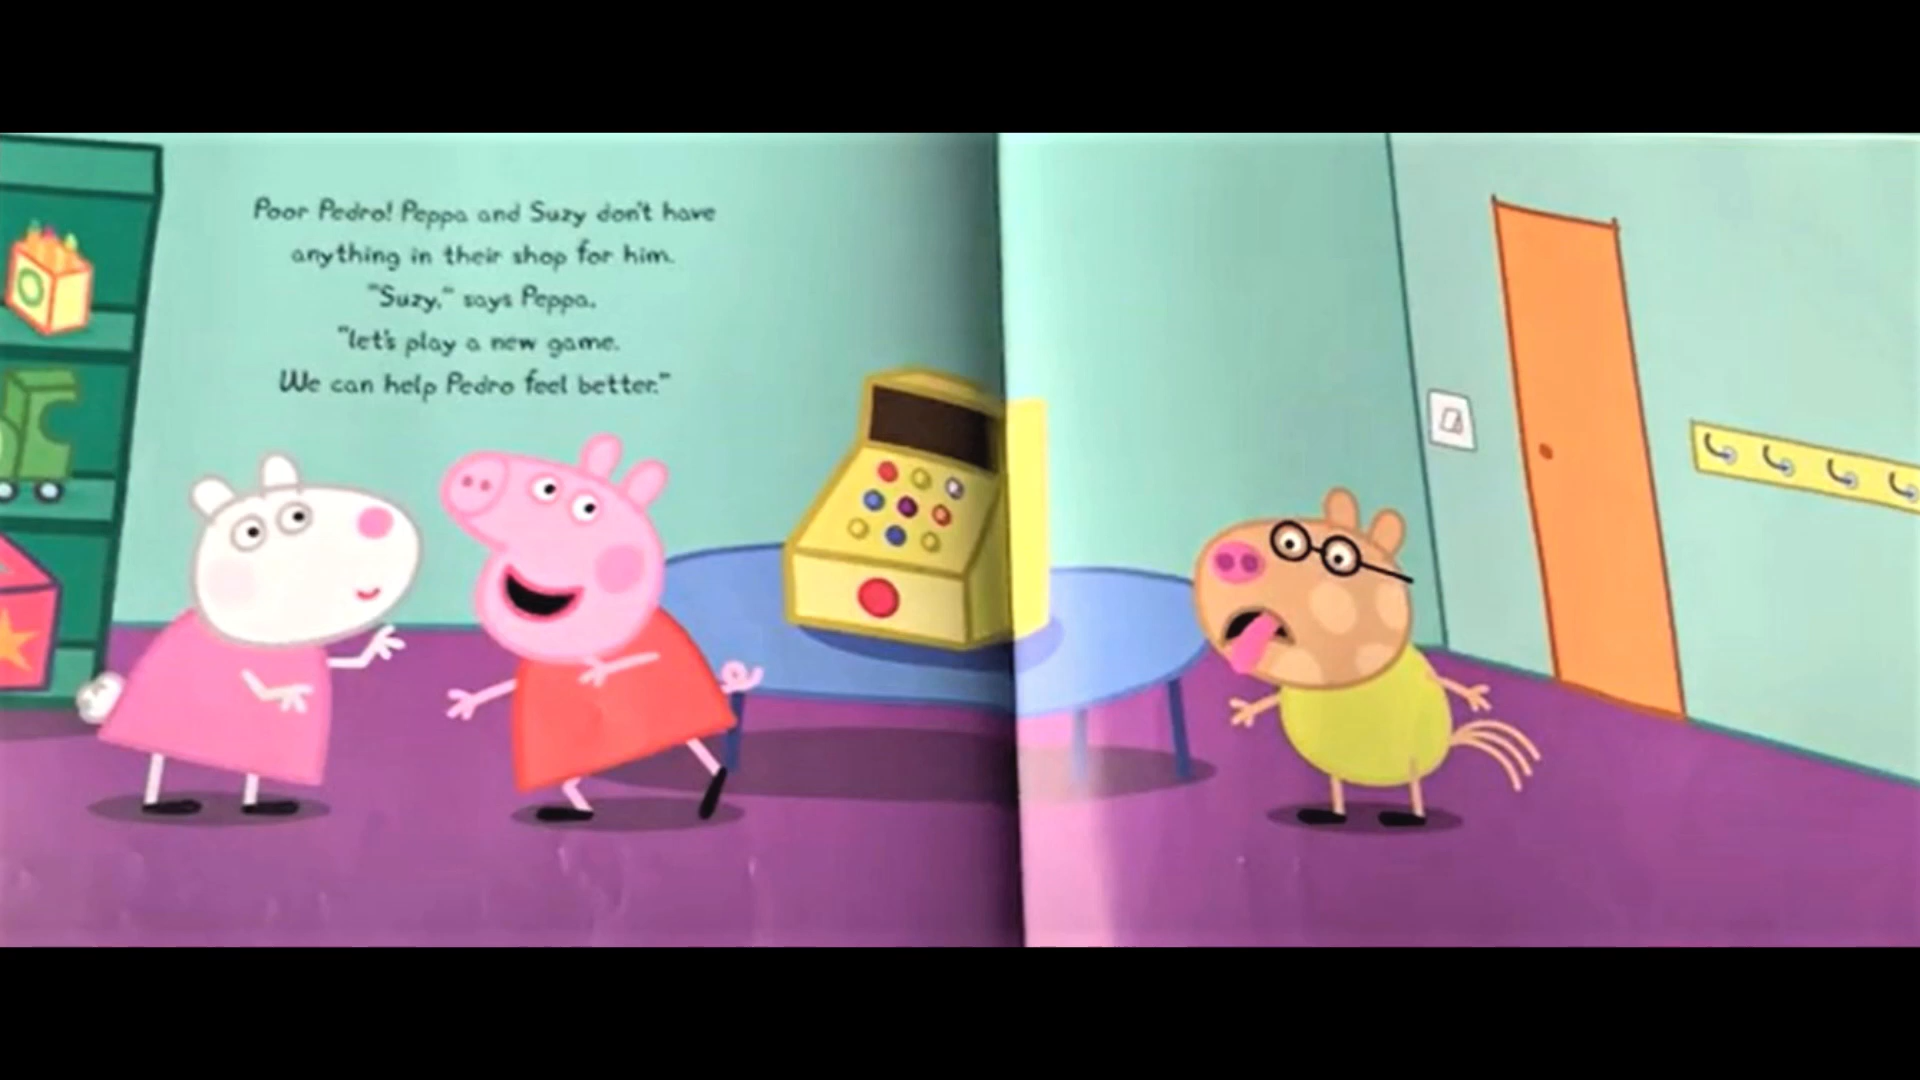 Poor Pedro! Peppa and Suzy don't have
anything in their shop for him.
"Suzy," says Peppa,
"let's play a new game.
We can help Pedro feel better."